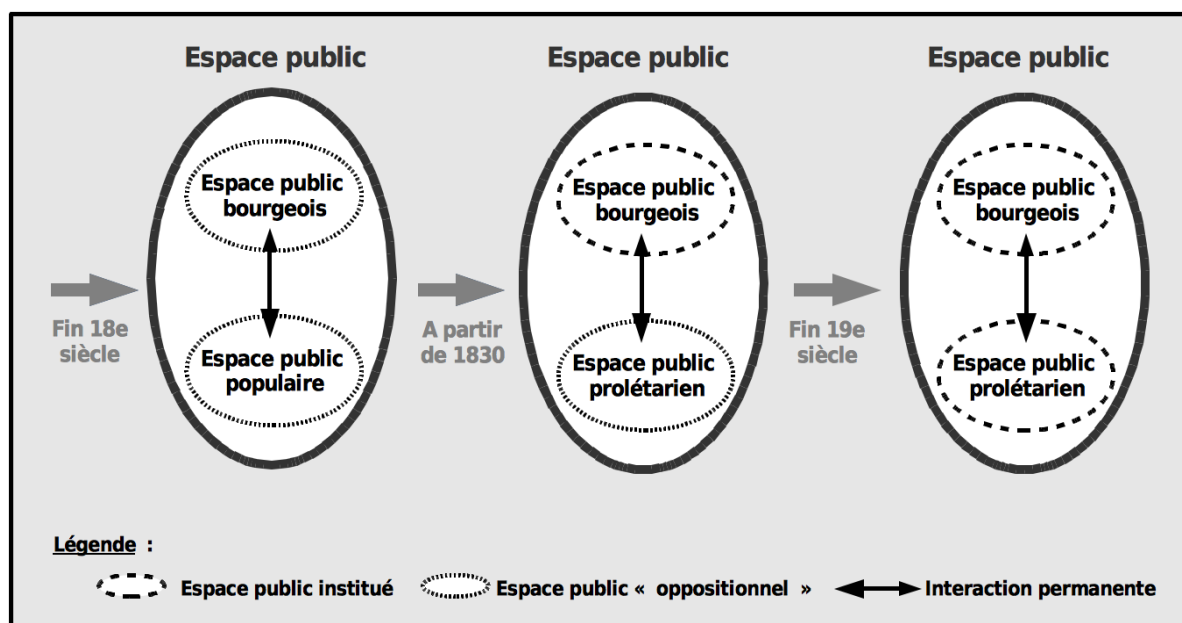 Espace public
Espace public
Espace public
Espace public
bourgeois
Espace public
populaire
Espace public
bourgeois
Espace public
prolétarien
Espace public
bourgeois
Espace public
prolétarien
Fin 18e
siècle
A partir
de 1830
Fin 19e
siècle
Légende :
Espace public institué
Espace public « oppositionnel »
Interaction permanente